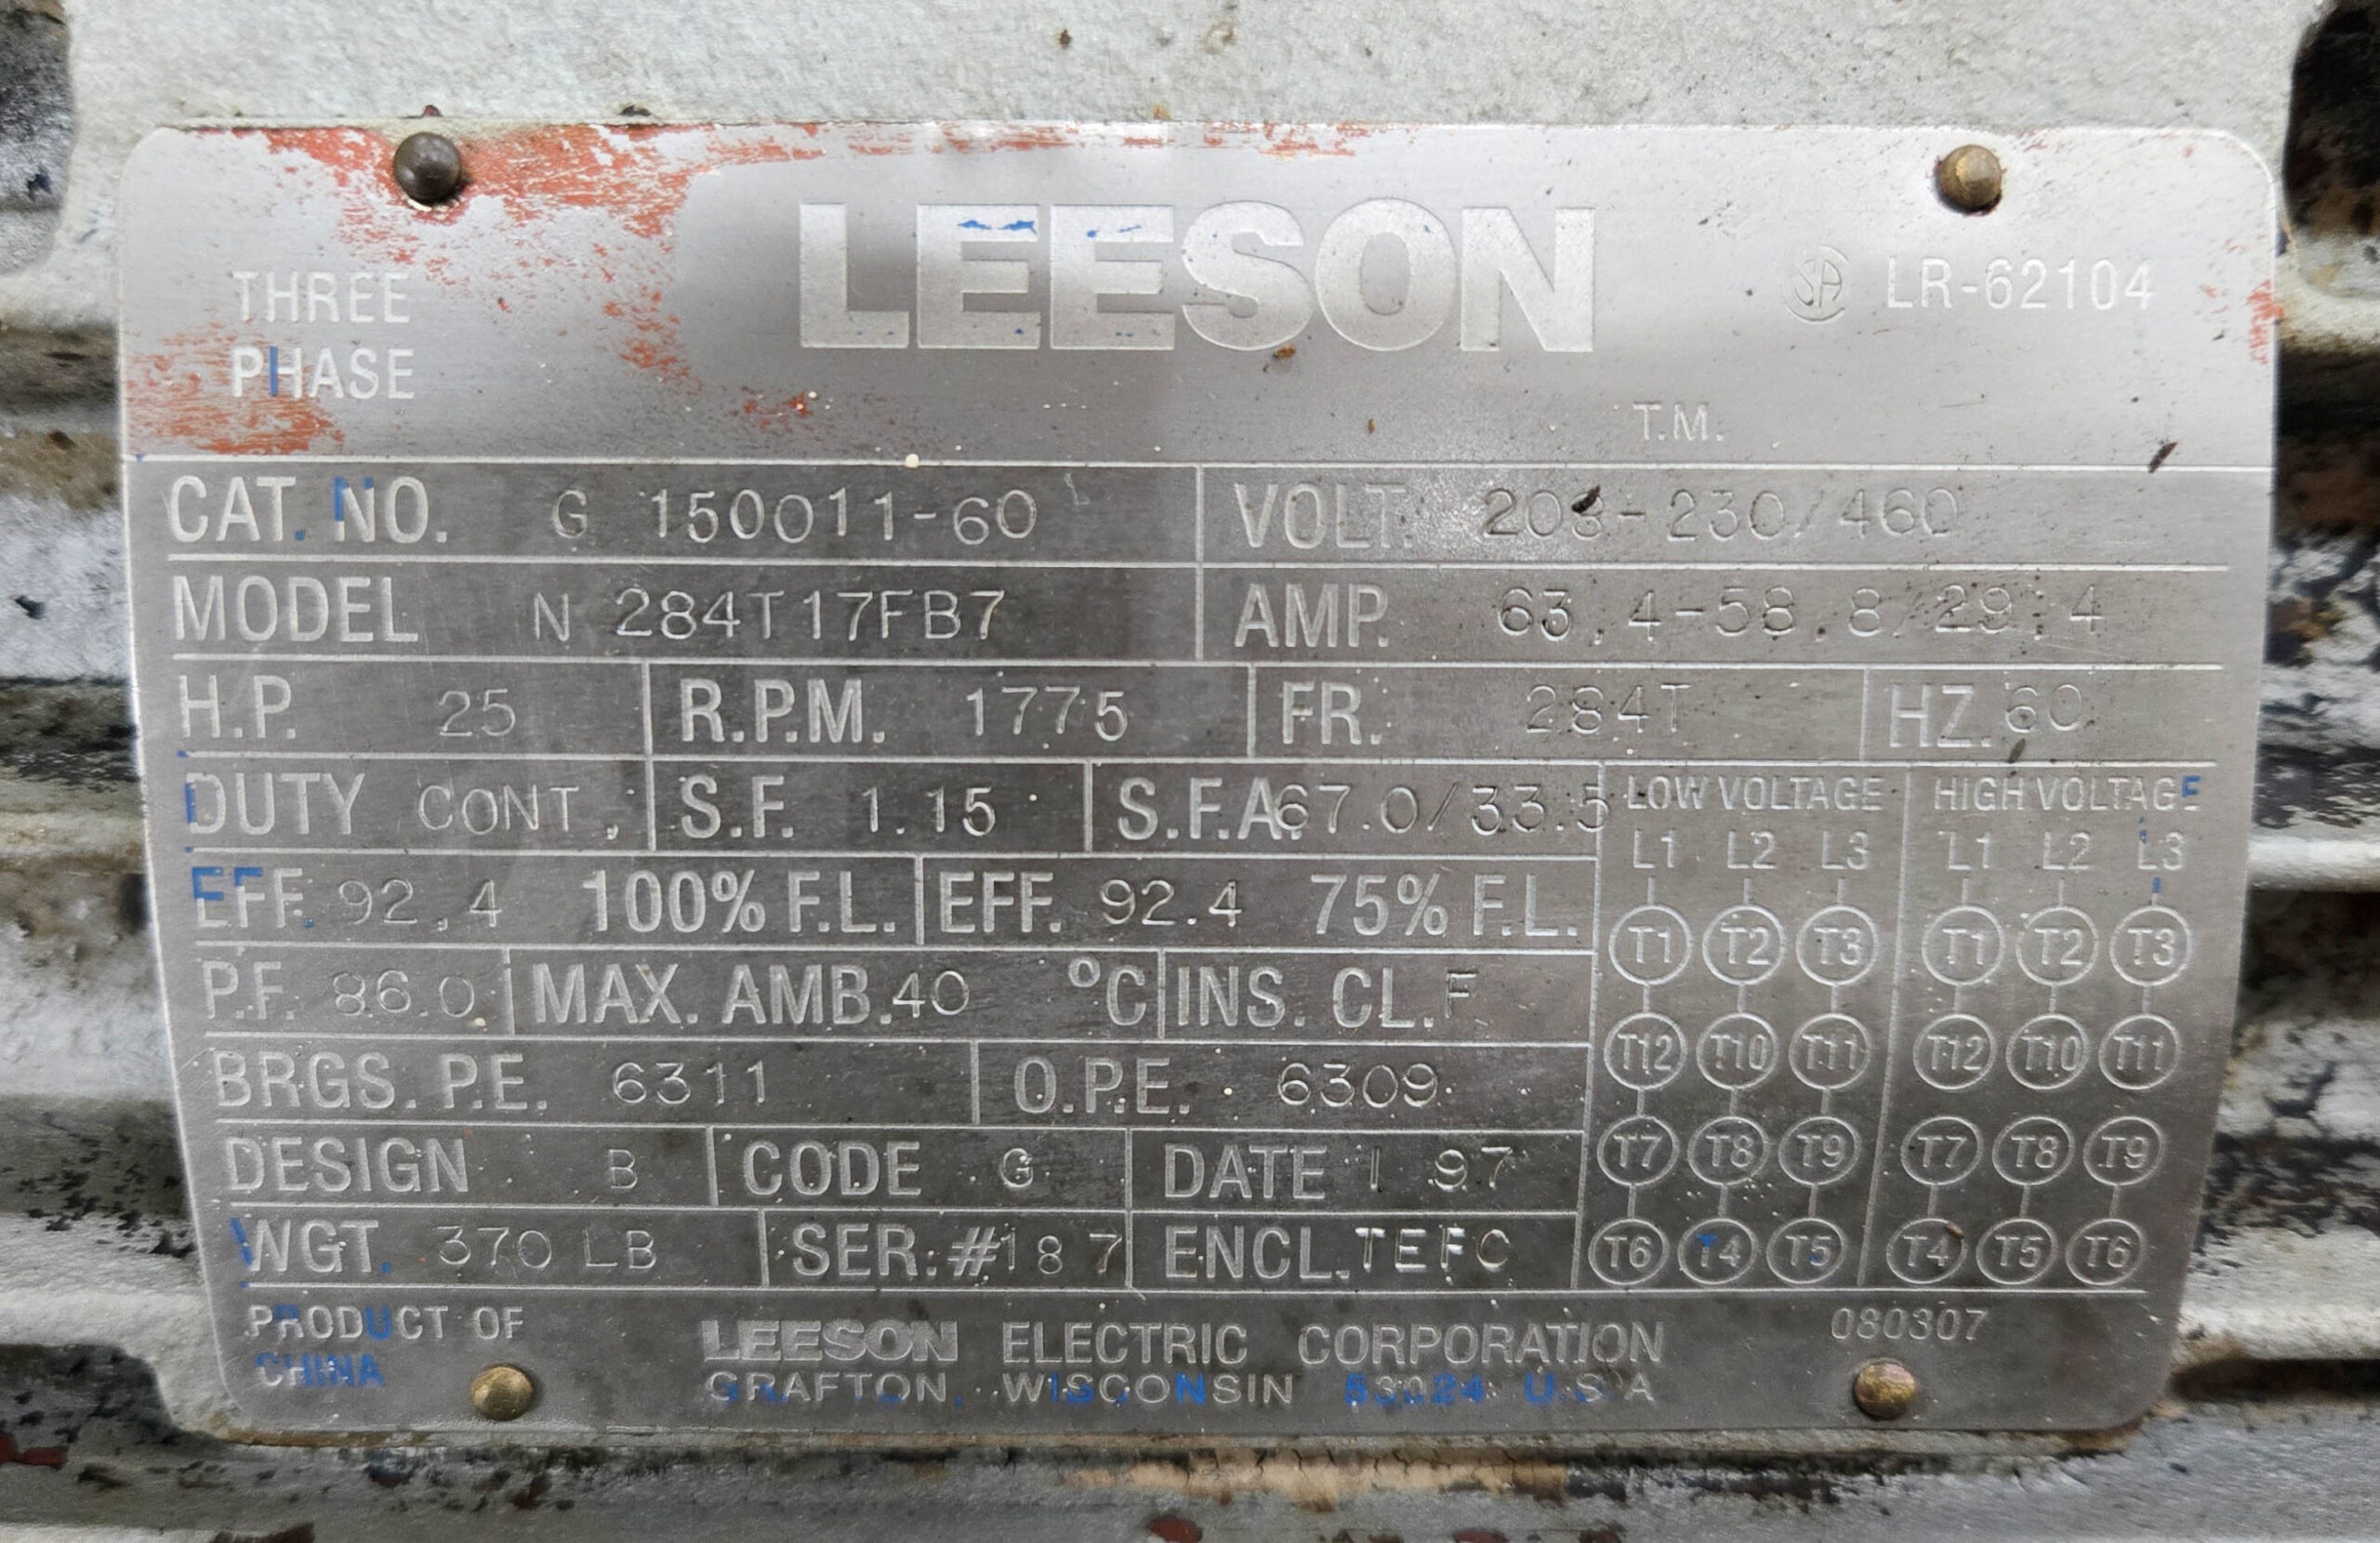 LEESON
SA LR-62104
THREE
PHASE
T.M.
CAT. NO. G 150011-60 VOLT. 208-230/460
MODEL N 284T17FB7 AMP. 63.4-58.8/29.4
H.P. 25 R.P.M. 1775 FR. 284T HZ. 60
DUTY CONT. S.F. 1.15 S.F.A. 67.0/33.5
EFF. 92.4 100% F.L. EFF. 92.4 75% F.L.
P.F. 86.0 MAX. AMB. 40 °C INS. CL. F
BRGS. P.E. 6311 O.P.E. 6309
DESIGN B CODE G DATE 1 97
WGT. 370 LB SER. #187 ENCL. TEFC
LOW VOLTAGE
L1 L2 L3
T1 T2 T3
T12 T10 T11
T7 T8 T9
T6 T4 T5
HIGH VOLTAGE
L1 L2 L3
T1 T2 T3
T12 T10 T11
T7 T8 T9
T4 T5 T6
PRODUCT OF
CHINA
LEESON ELECTRIC CORPORATION
GRAFTON, WISCONSIN 53024 U.S.A
080307